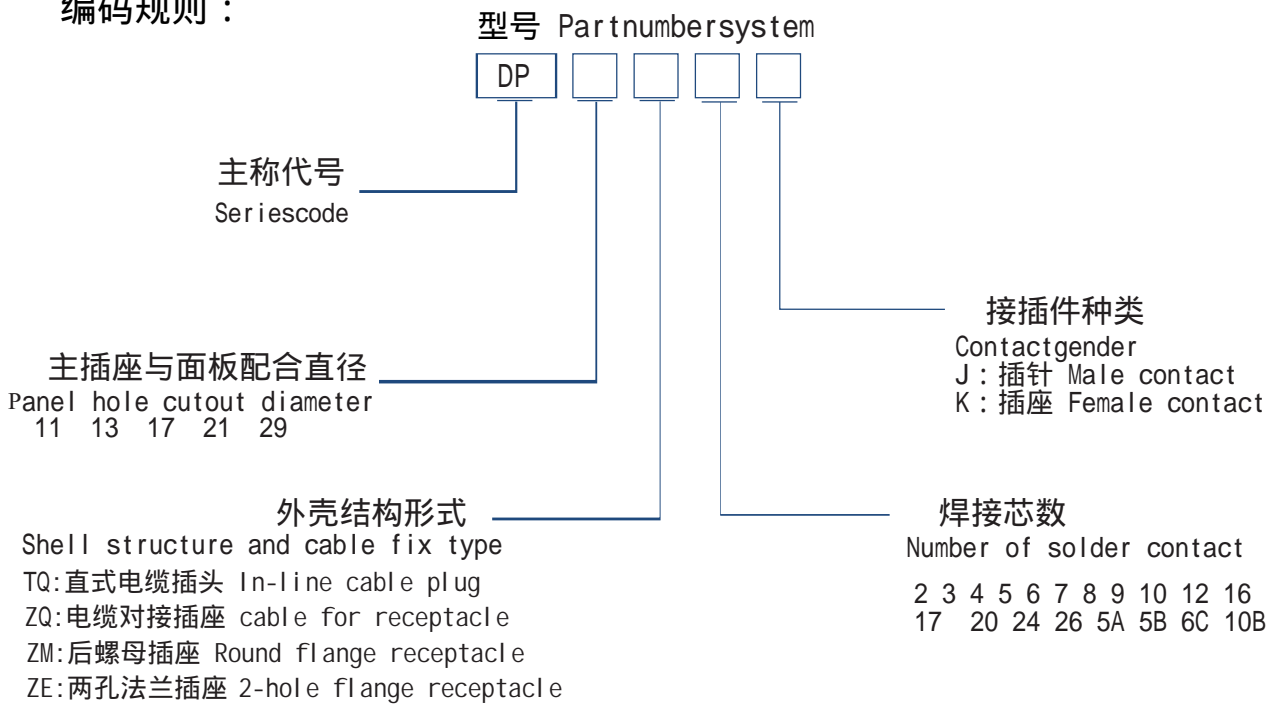 编码规则：
型号 Partnumbersystem
DP
主称代号
Seriescode
接插件种类
Contactgender
J：插针 Male contact
K：插座 Female contact
主插座与面板配合直径
Panel hole cutout diameter
11 13 17 21 29
外壳结构形式
Shell structure and cable fix type
TQ:直式电缆插头 In-line cable plug
ZQ:电缆对接插座 cable for receptacle
ZM:后螺母插座 Round flange receptacle
ZE:两孔法兰插座 2-hole flange receptacle
焊接芯数
Number of solder contact
2 3 4 5 6 7 8 9 10 12 16
17 20 24 26 5A 5B 6C 10B